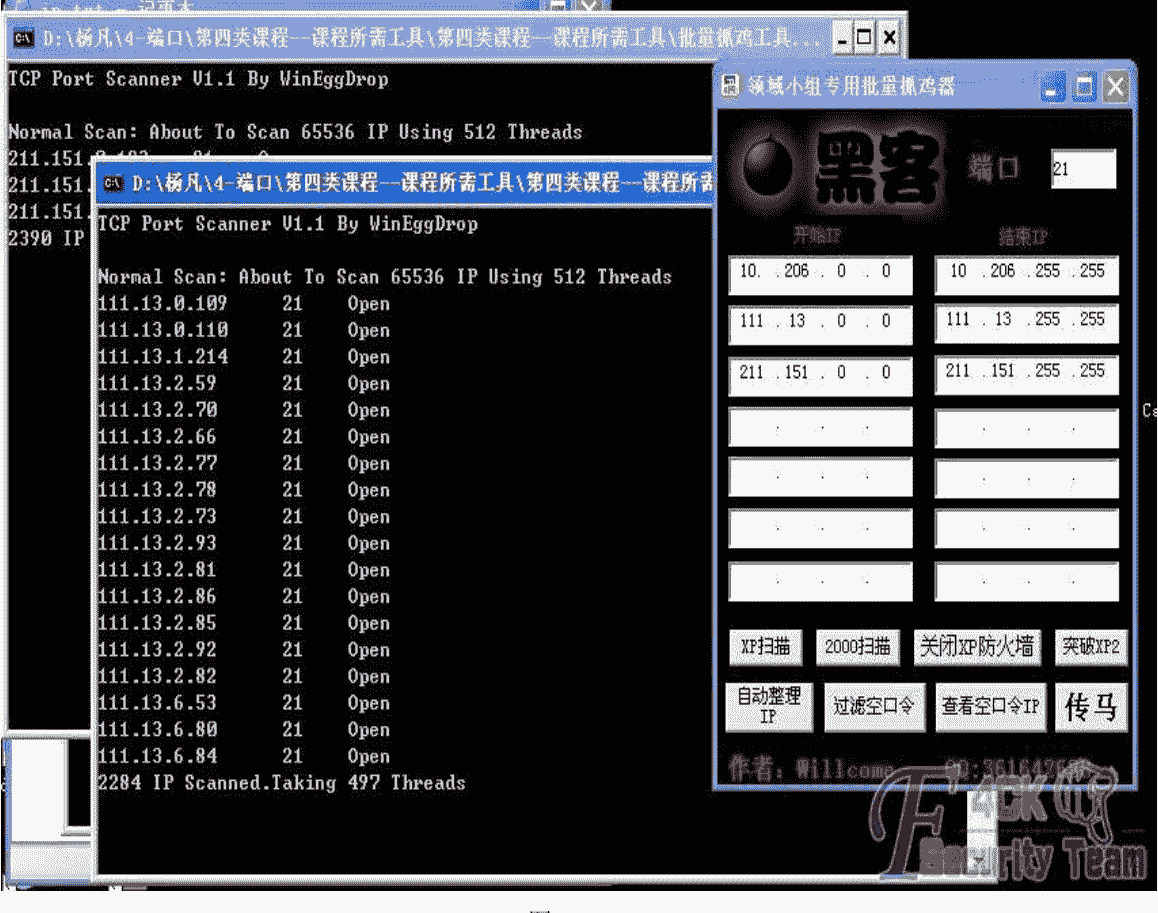 ip.txt - 记事本
D:\杨凡\4-端口\第四类课程--课程所需工具\第四类课程--课程所需工具\批量抓鸡工具....
TCP Port Scanner V1.1 By WinEggDrop
Normal Scan: About To Scan 65536 IP Using 512 Threads
211.151.
211.151.
211.151.
2390 IP
D:\杨凡\4-端口\第四类课程--课程所需工具\第四类课程--课程所需
TCP Port Scanner V1.1 By WinEggDrop
Normal Scan: About To Scan 65536 IP Using 512 Threads
111.13.0.109 21 Open
111.13.0.110 21 Open
111.13.1.214 21 Open
111.13.2.59 21 Open
111.13.2.70 21 Open
111.13.2.66 21 Open
111.13.2.77 21 Open
111.13.2.78 21 Open
111.13.2.73 21 Open
111.13.2.93 21 Open
111.13.2.81 21 Open
111.13.2.86 21 Open
111.13.2.85 21 Open
111.13.2.92 21 Open
111.13.2.82 21 Open
111.13.6.53 21 Open
111.13.6.80 21 Open
111.13.6.84 21 Open
2284 IP Scanned.Taking 497 Threads
领域小组专用批量抓鸡器
黑客 端口 21
开始IP 结束IP
10. .206 . 0 . 0 10 .206 .255 .255
111 . 13 . 0 . 0 111 . 13 .255 .255
211 .151 . 0 . 0 211 .151 .255 .255
XP扫描 2000扫描 关闭XP防火墙 突破XP2
自动整理IP 过滤空口令 查看空口令IP 传马
作者: Willcome
F4CK
Security Team